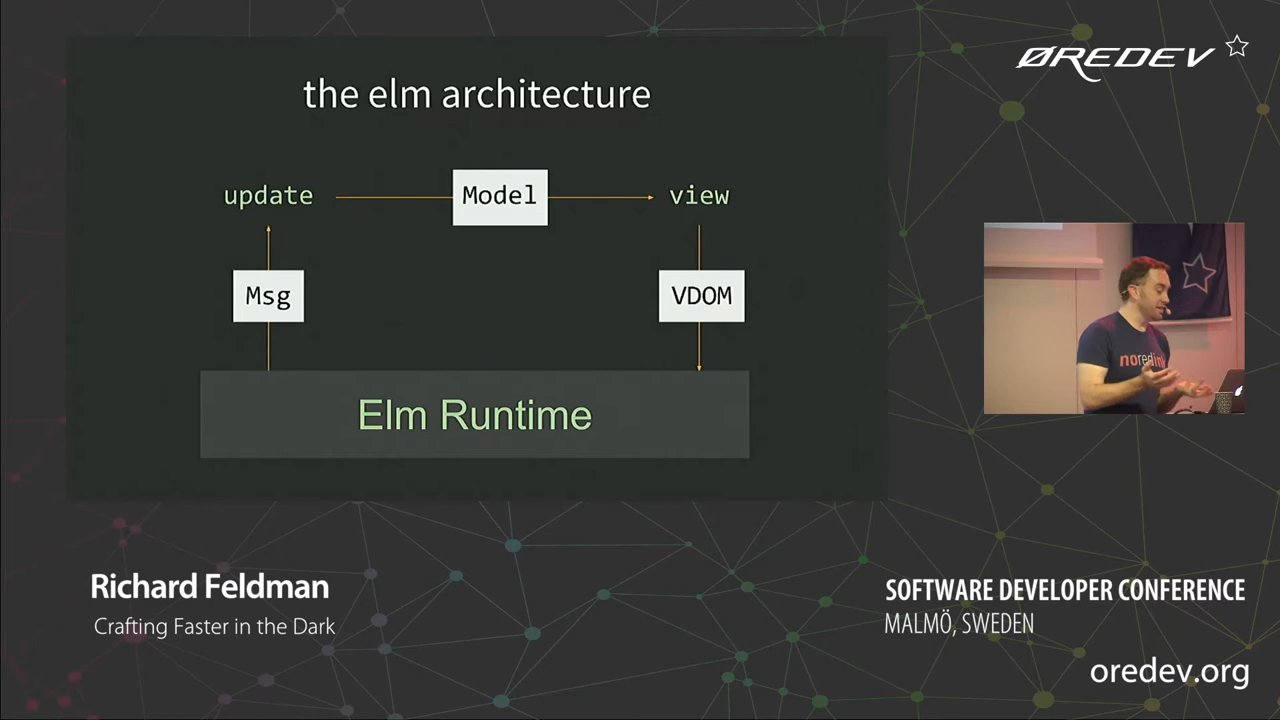 ØREDEV
the elm architecture
update
Model
view
Msg
VDOM
Elm Runtime
noredink
Richard Feldman
Crafting Faster in the Dark
SOFTWARE DEVELOPER CONFERENCE
MALMÖ, SWEDEN
oredev.org